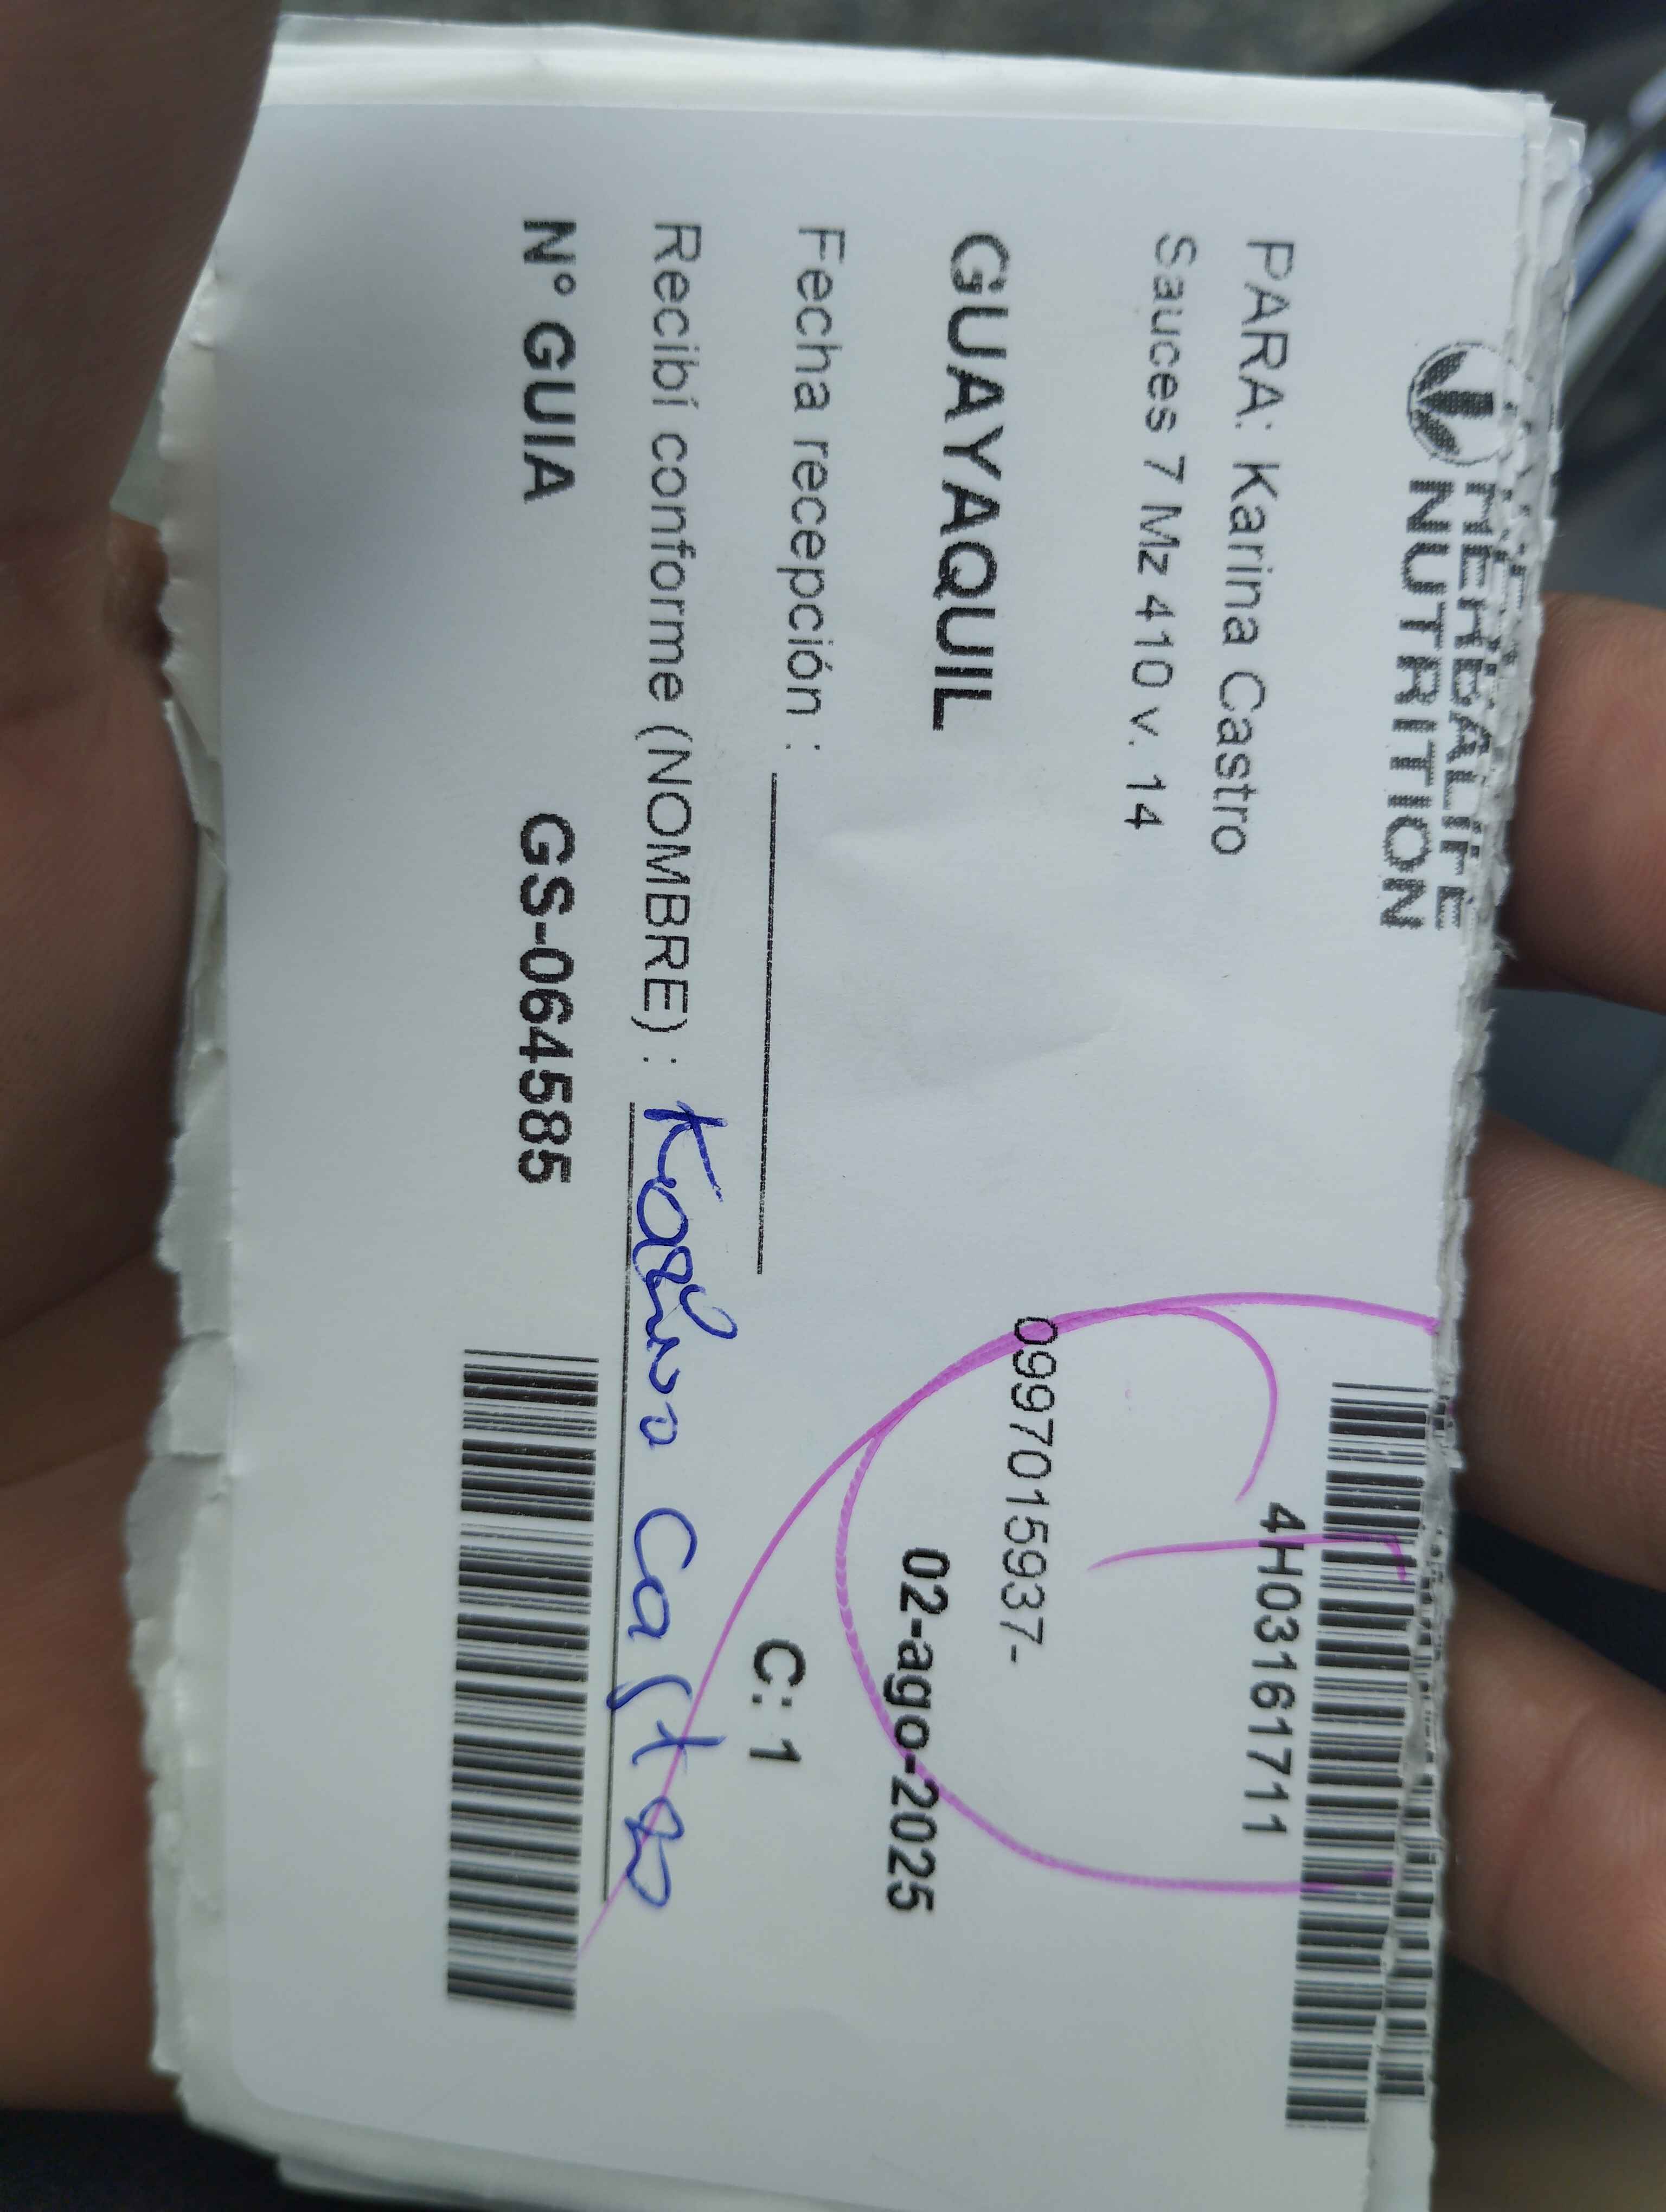 HERBALIFE
NUTRITION
4H03161711
PARA: Karina Castro
Sauces 7 Mz 410 v. 14
0997015937-
GUAYAQUIL
02-ago-2025
Fecha recepción :
C: 1
Recibí conforme (NOMBRE) : Karina Castro
N° GUIA GS-064585